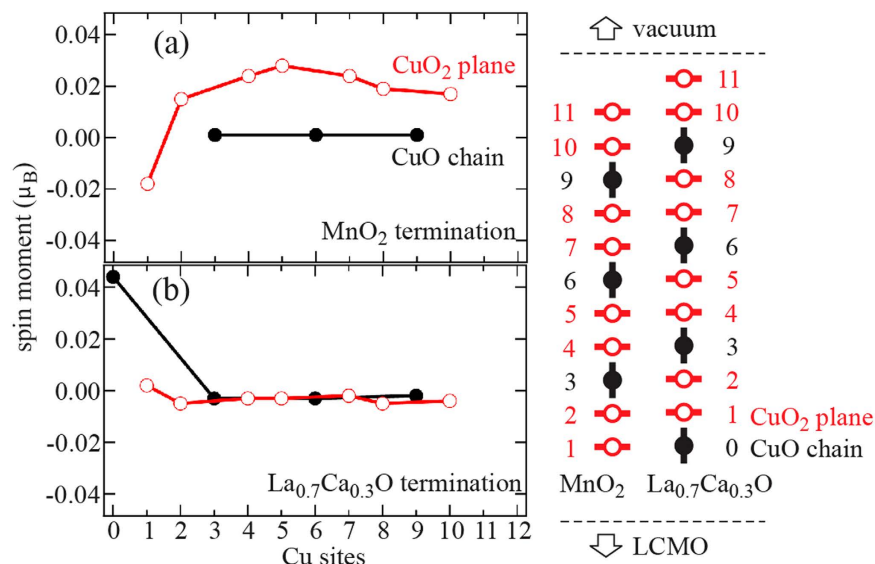 (a)
CuO₂ plane
CuO chain
MnO₂ termination
0.04
0.02
0.00
-0.02
-0.04
(b)
La₀.₇Ca₀.₃O termination
0.04
0.02
0.00
-0.02
-0.04
spin moment (μ_B)
0 1 2 3 4 5 6 7 8 9 10 11 12
Cu sites
vacuum
11
11 10
10 9
9 8
8 7
7 6
6 5
5 4
4 3
3 2
2 1 CuO₂ plane
1 0 CuO chain
MnO₂ La₀.₇Ca₀.₃O
LCMO